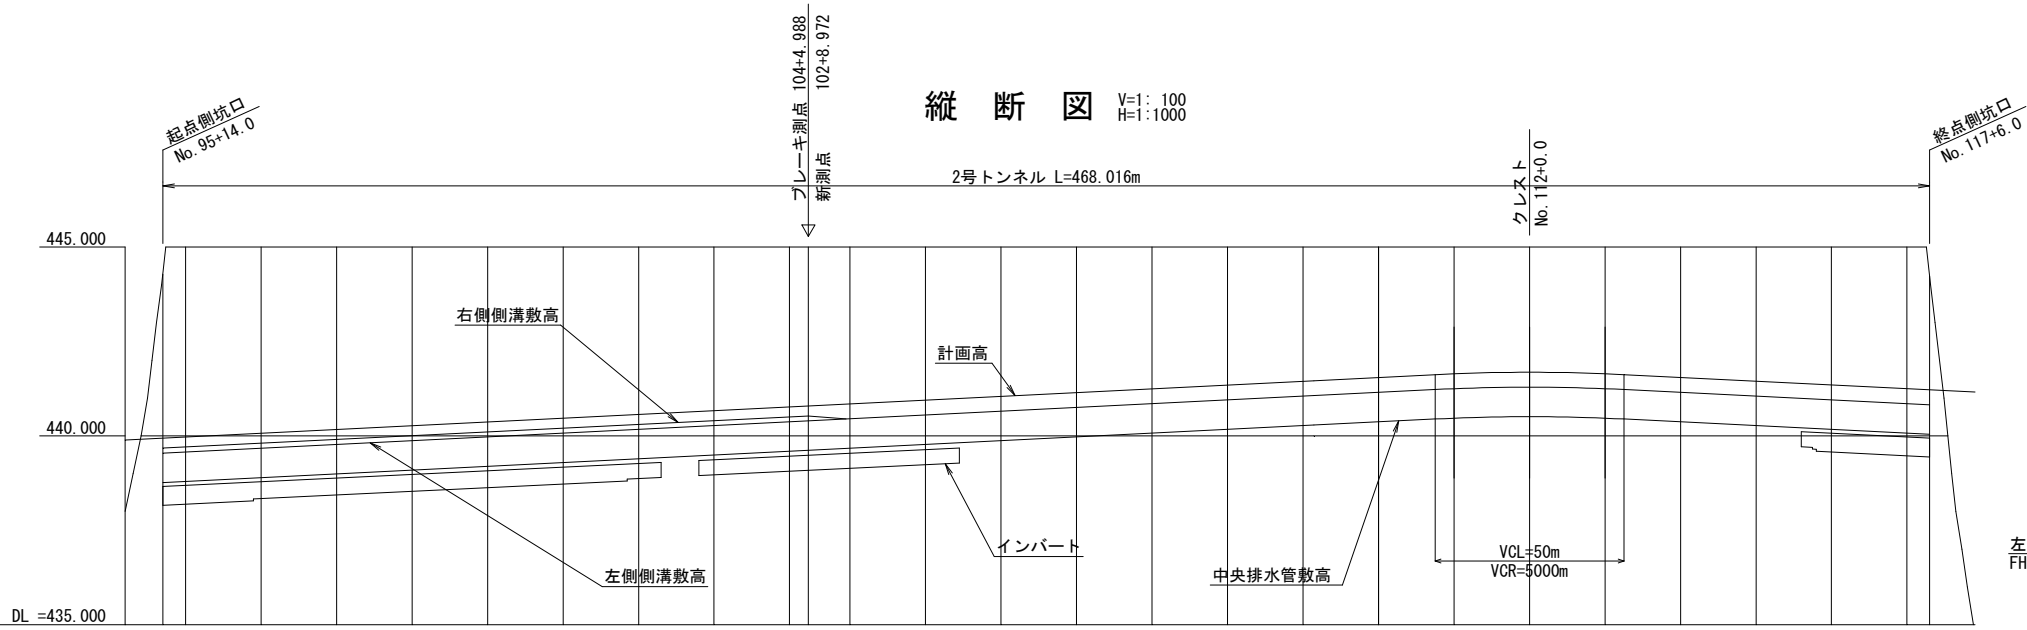 ブレーキ測点 104+4.988
新測点 102+8.972
縦 断 図
V=1: 100
H=1:1000
起点側坑口
No.95+14.0
終点側坑口
No.117+6.0
2号トンネル L=468.016m
クレスト
No.112+0.0
445.000
右側側溝敷高
計画高
440.000
インバート
左側側溝敷高
中央排水管敷高
VCL=50m
VCR=5000m
左
FH
DL =435.000